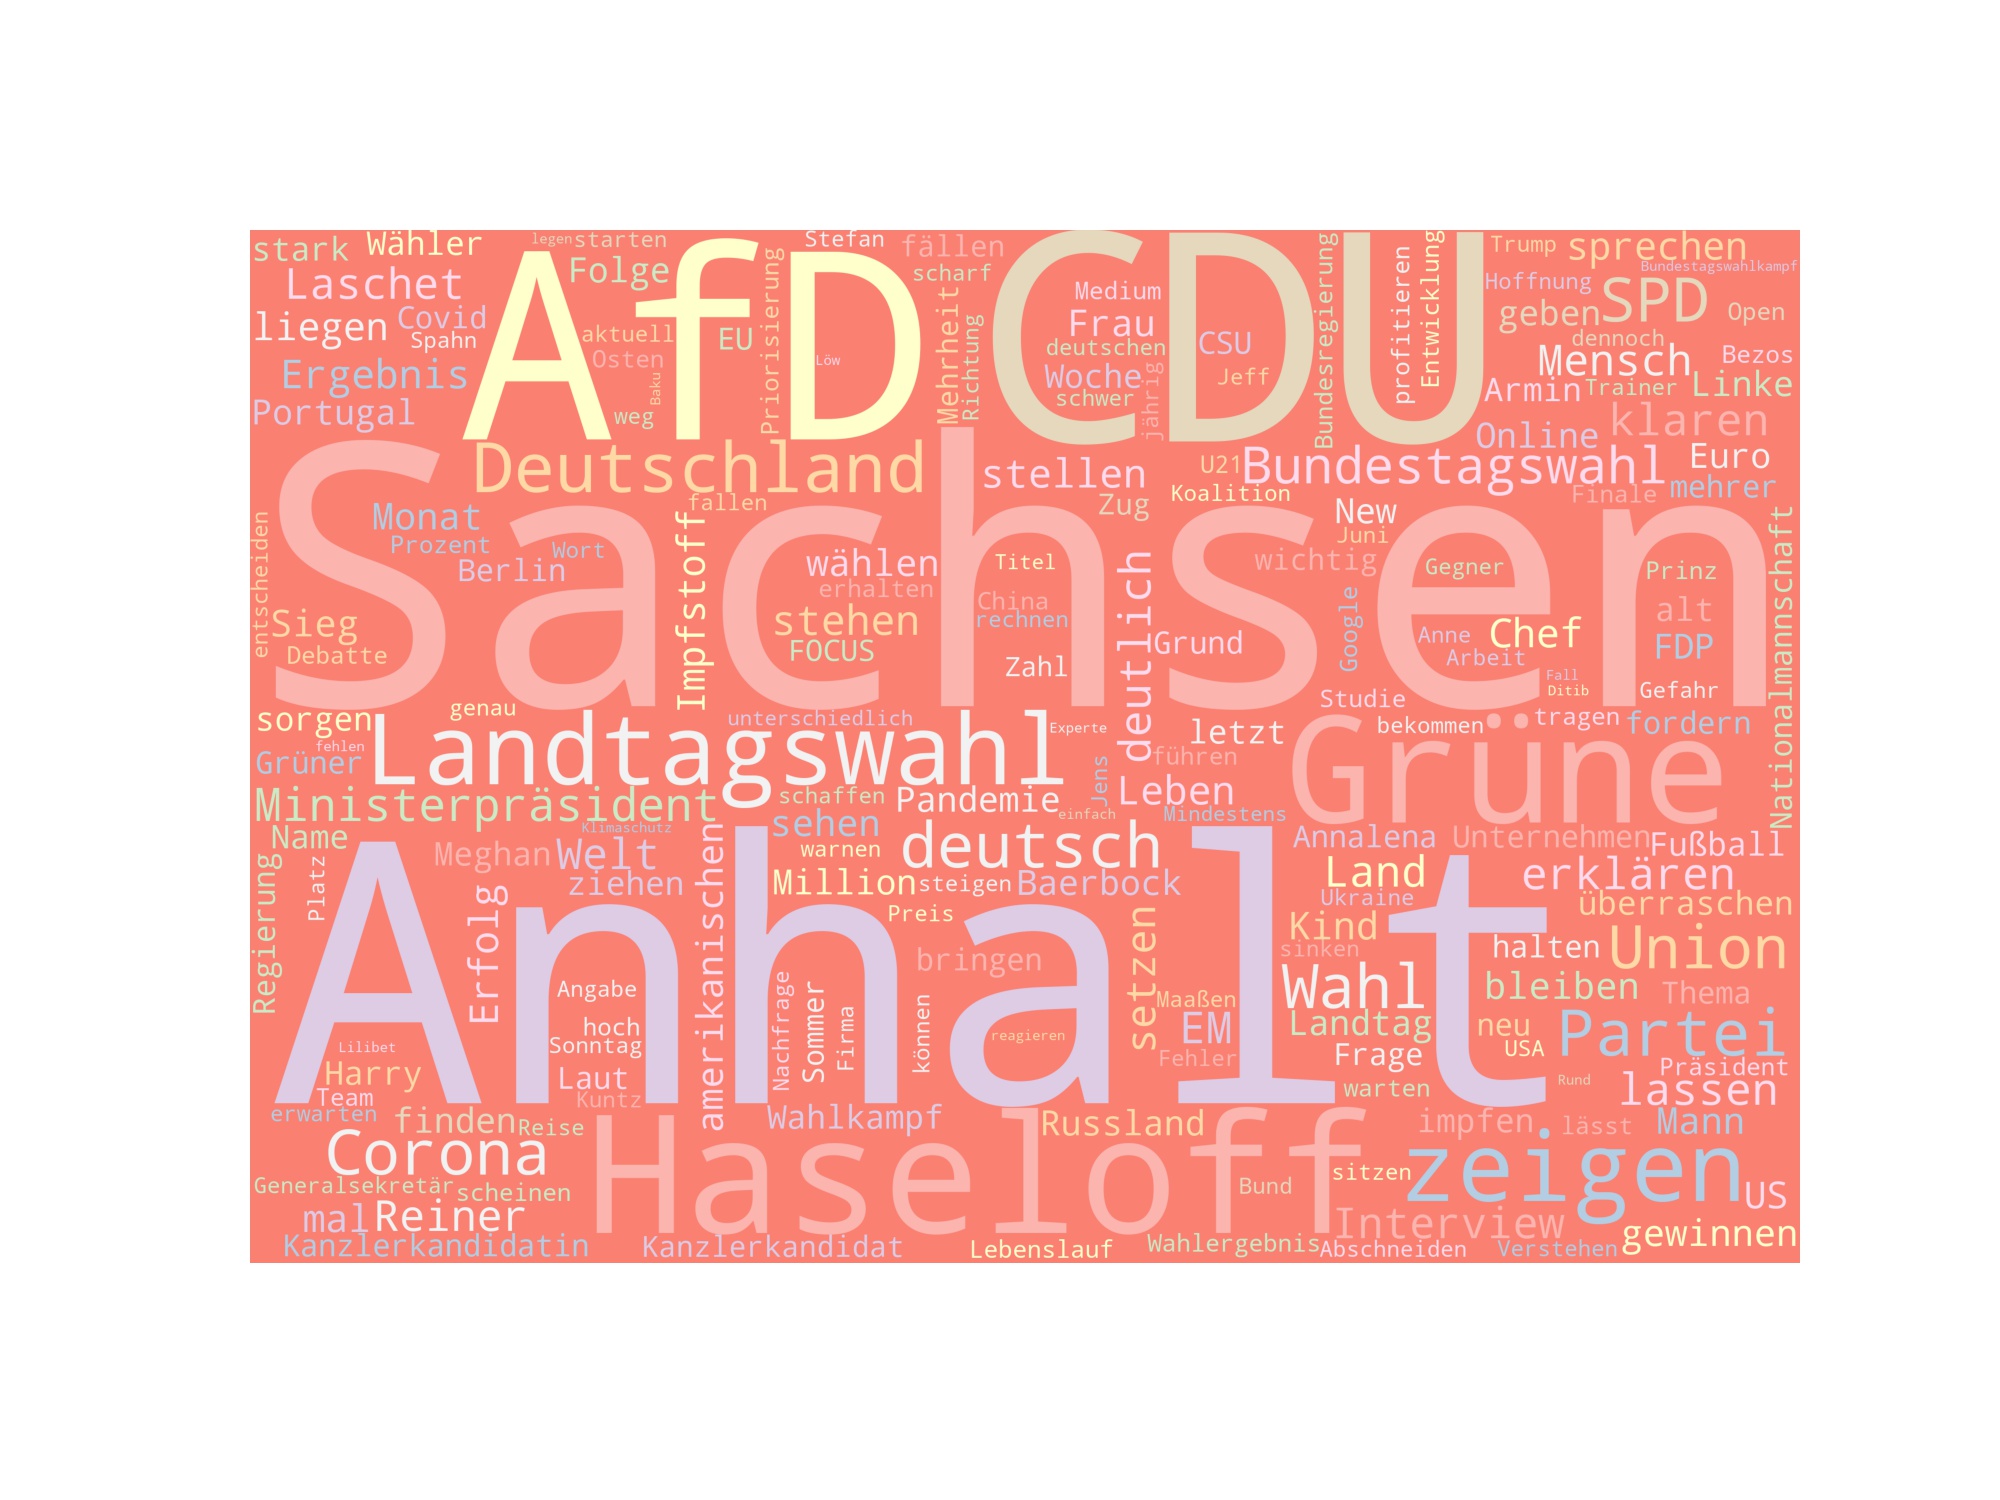 stark
Wähler
legen
starten
Stefan
fällen
AfD
CDU
Trump
sprechen
Bundestagswahlkampf
Laschet
Folge
scharf
Medium
Hoffnung
SPD
liegen
Covid
Spahn
aktuell
EU
Priorisierung
Mehrheit
Richtung
Frau
deutschen
CSU
Bundesregierung
profitieren
Entwicklung
geben
Open
dennoch
Osten
Löw
Mensch
Bezos
Ergebnis
Baku
Woche
schwer
jährig
Jeff
Armin
Trainer
Linke
Portugal
weg
klaren
Online
Deutschland
stellen
U21
Bundestagswahl
Euro
Sachsen
fallen
Koalition
Finale
mehrer
Monat
Zug
New
Prozent
Wort
Juni
Berlin
Impfstoff
wählen
Titel
deutlich
wichtig
Gegner
Prinz
Nationalmannschaft
entscheiden
erhalten
China
rechnen
Google
alt
Sieg
stehen
Grund
Anne
Chef
FDP
Debatte
FOCUS
Zahl
Arbeit
Fall
Ditib
Gefahr
Studie
sorgen
genau
unterschiedlich
Experte
letzt
bekommen
tragen
fordern
fehlen
Landtagswahl
Grüne
Grüner
führen
Jens
Ministerpräsident
schaffen
Pandemie
Leben
einfach
Mindestens
Name
Klimaschutz
sehen
Annalena
Unternehmen
Fußball
Anhalt
Meghan
Welt
warnen
deutsch
Platz
Regierung
ziehen
amerikanischen
Million
steigen
Baerbock
Land
erklären
Ukraine
überraschen
Erfolg
Preis
setzen
Kind
sinken
halten
Union
bringen
Angabe
Nachfrage
Sommer
Firma
können
Maaßen
Wahl
bleiben
Thema
hoch
EM
Landtag
neu
Partei
Sonntag
reagieren
Lilibet
Fehler
Frage
USA
Präsident
Harry
Laut
Rund
Team
Kuntz
warten
lassen
erwarten
finden
Reise
Wahlkampf
Russland
impfen
lässt
Mann
Corona
Haseloff
zeigen
Generalsekretär
scheinen
Bund
sitzen
US
mal
Reiner
Interview
gewinnen
Kanzlerkandidatin
Kanzlerkandidat
Lebenslauf
Wahlergebnis
Abschneiden
Verstehen